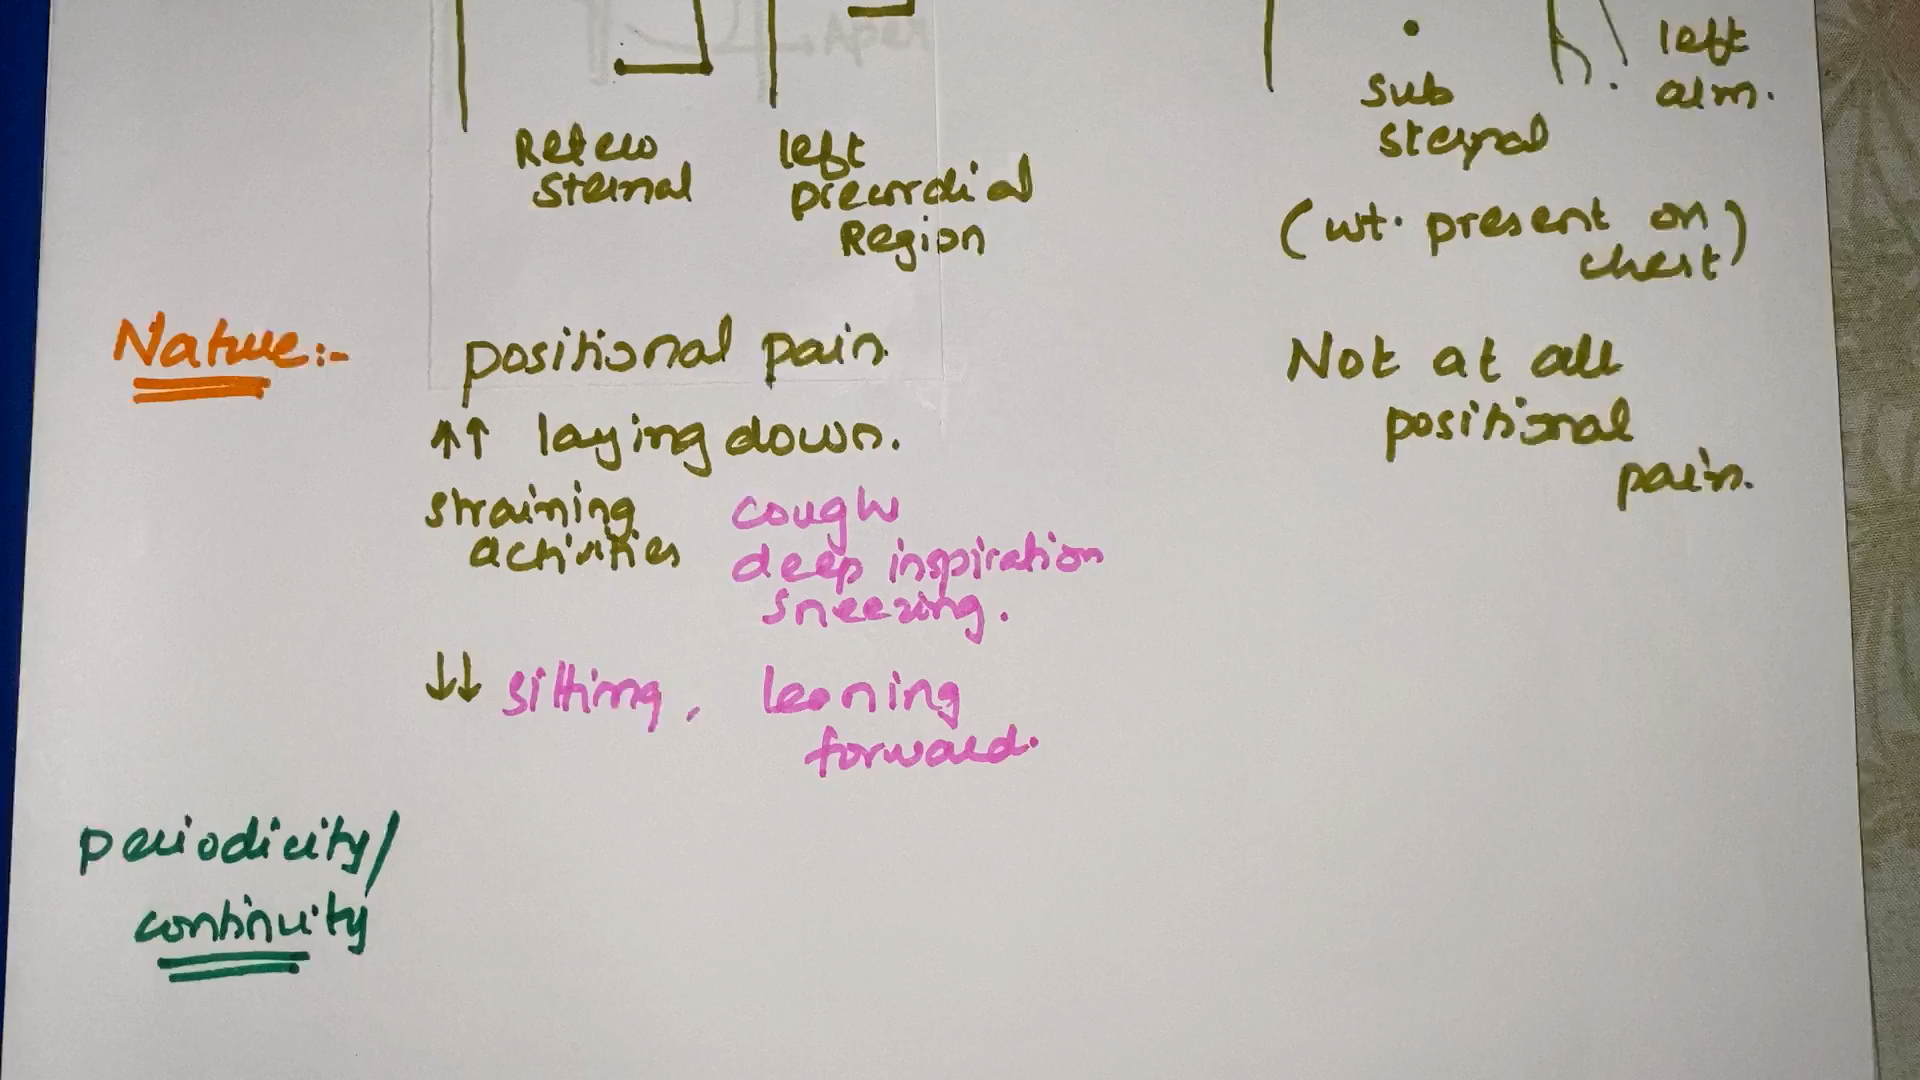 Apex
Retro
sternal
left
precordial
Region
sub
sternal
left
arm.
(wt. present on
chest)
Nature:-
positional pain.
↑↑ laying down.
straining
activities
cough
deep inspiration
sneezing.
↓↓ sitting, leaning
forward.
Not at all
positional
pain.
periodicity/
continuity